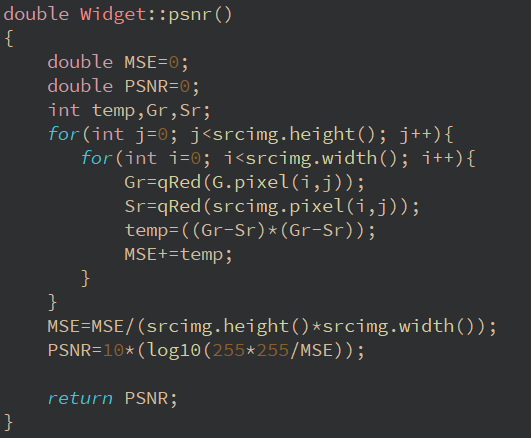 double Widget::psnr()
{
    double MSE=0;
    double PSNR=0;
    int temp,Gr,Sr;
    for(int j=0; j<srcimg.height(); j++){
       for(int i=0; i<srcimg.width(); i++){
           Gr=qRed(G.pixel(i,j));
           Sr=qRed(srcimg.pixel(i,j));
           temp=((Gr-Sr)*(Gr-Sr));
           MSE+=temp;
       }
    }
    MSE=MSE/(srcimg.height()*srcimg.width());
    PSNR=10*(log10(255*255/MSE));

    return PSNR;
}